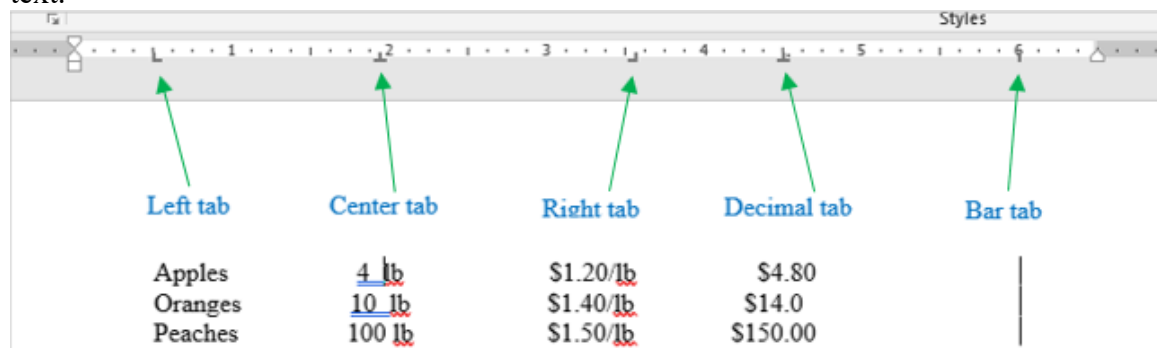 text.
Styles
1 2 3 4 5 6
Left tab Center tab Right tab Decimal tab Bar tab
Apples 4 lb $1.20/lb $4.80
Oranges 10 lb $1.40/lb $14.0
Peaches 100 lb $1.50/lb $150.00